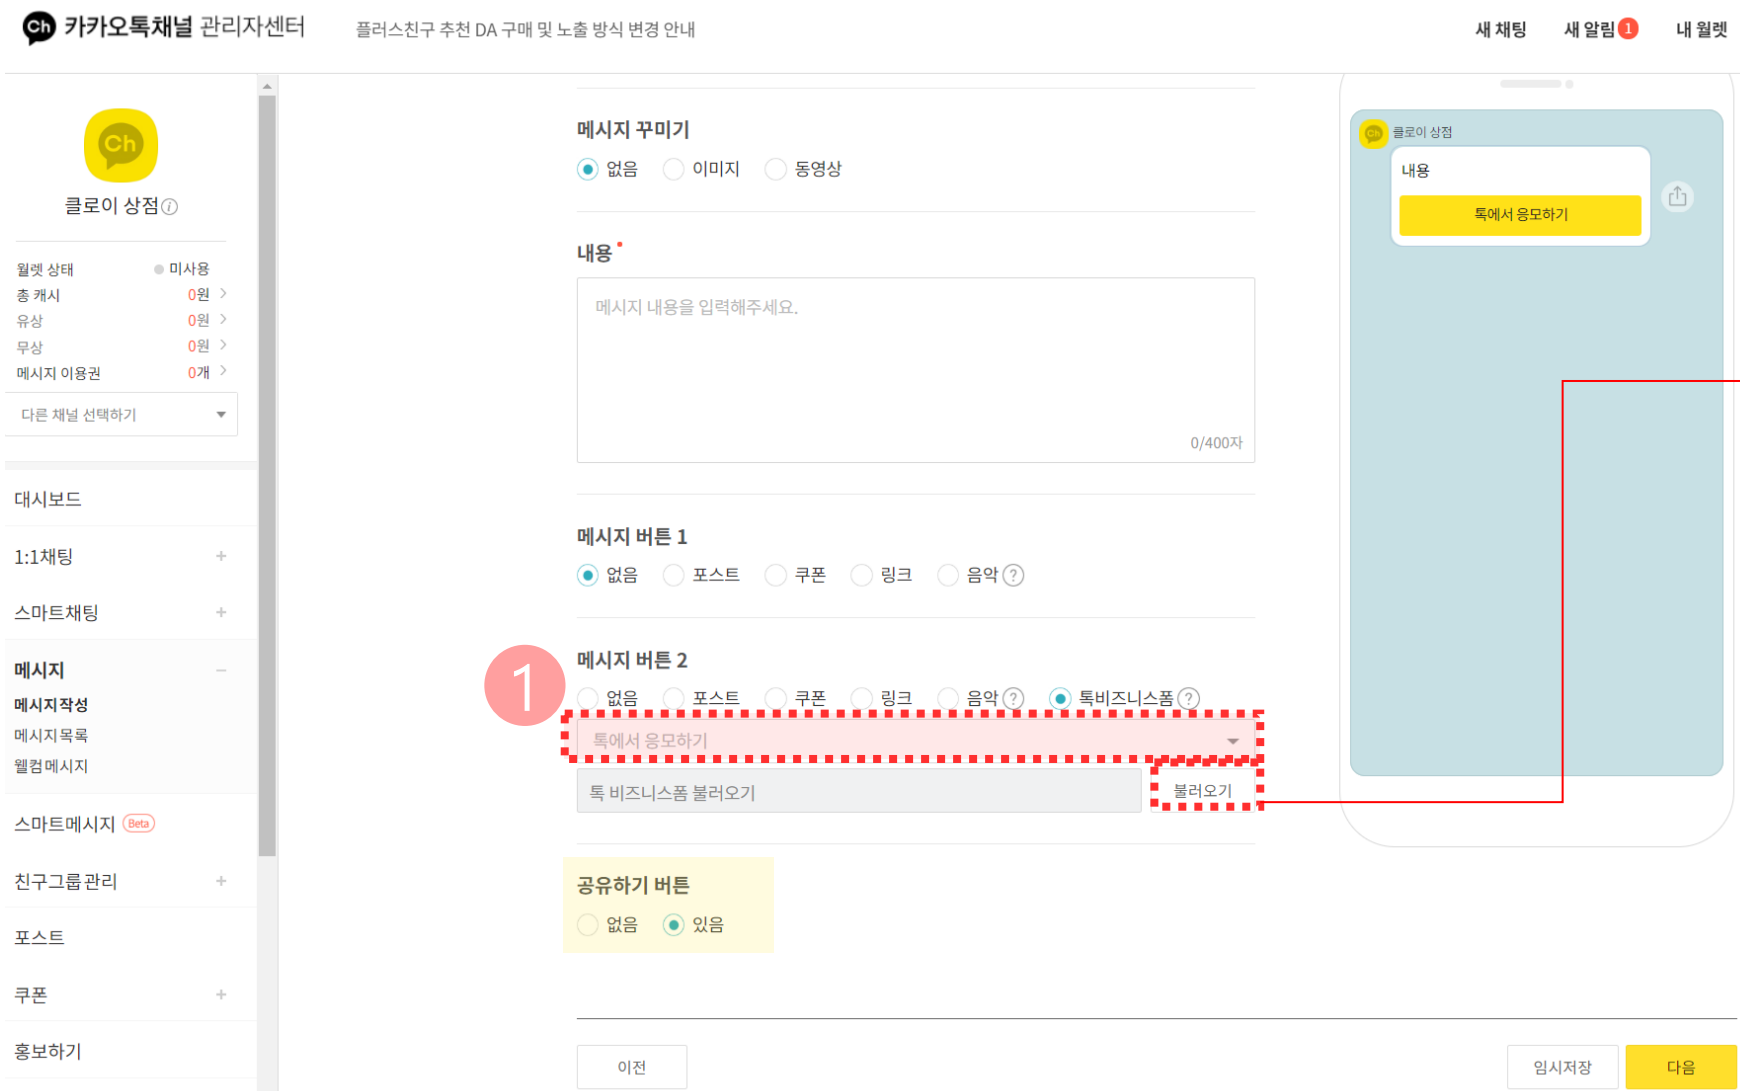 Ch 카카오톡채널 관리자센터
플러스친구 추천 DA 구매 및 노출 방식 변경 안내
새 채팅
새 알림 1
내 월렛
Ch
클로이 상점 i
월렛 상태 미사용
총 캐시 0원
유상 0원
무상 0원
메시지 이용권 0개
다른 채널 선택하기
대시보드
1:1채팅 +
스마트채팅 +
메시지 −
메시지 작성
메시지 목록
웰컴 메시지
스마트메시지 Beta
친구그룹 관리 +
포스트
쿠폰 +
홍보하기
메시지 꾸미기
없음 이미지 동영상
내용
메시지 내용을 입력해주세요.
0/400자
메시지 버튼 1
없음 포스트 쿠폰 링크 음악 ?
1
메시지 버튼 2
없음 포스트 쿠폰 링크 음악 ? 톡비즈니스폼 ?
톡에서 응모하기
톡 비즈니스폼 불러오기 불러오기
공유하기 버튼
없음 있음
이전
임시저장
다음
Ch 클로이 상점
내용
톡에서 응모하기